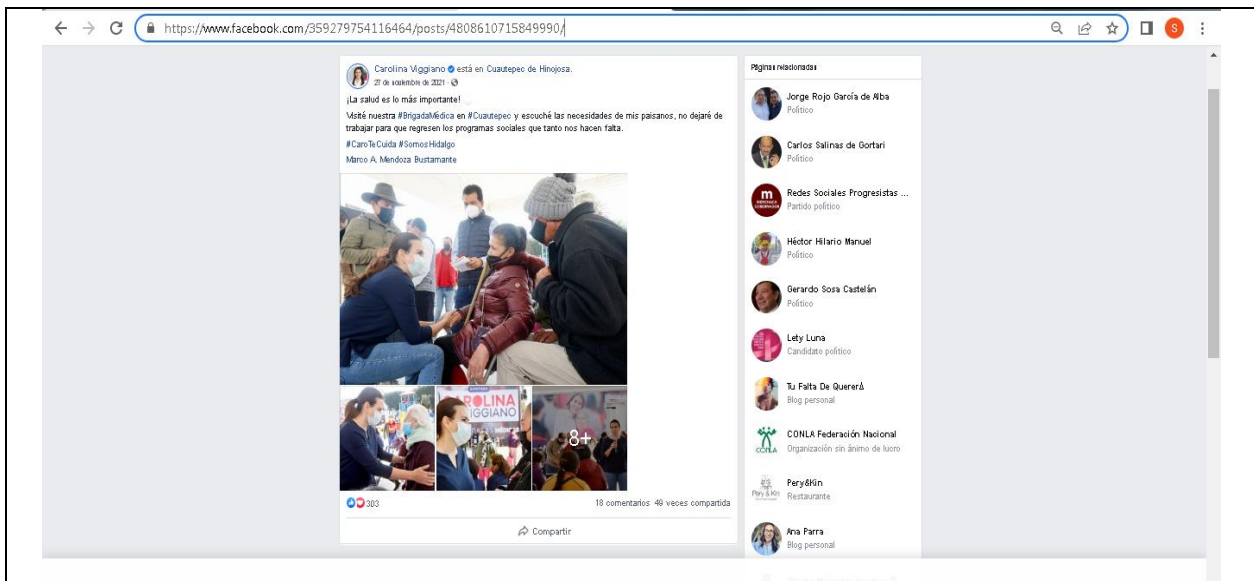 https://www.facebook.com/359279754116464/posts/4808610715849990/
S
Carolina Viggiano está en Cuautepec de Hinojosa.
27 de noviembre de 2021
¡La salud es lo más importante!
Visité nuestra #BrigadaMédica en #Cuautepec y escuché las necesidades de mis paisanos, no dejaré de
trabajar para que regresen los programas sociales que tanto nos hacen falta.
#CaroTeCuida #SomosHidalgo
Marco A. Mendoza Bustamante
CAROLINA
VIGGIANO
8+
303
18 comentarios 49 veces compartida
Compartir
Páginas relacionadas
Jorge Rojo García de Alba
Político
Carlos Salinas de Gortari
Político
Redes Sociales Progresistas ...
Partido político
Héctor Hilario Manuel
Político
Gerardo Sosa Castelán
Político
Lety Luna
Candidato político
Tu Falta De QuererΔ
Blog personal
CONLA
CONLA Federación Nacional
Organización sin ánimo de lucro
Pery & Kin
Pery&Kin
Restaurante
Ana Parra
Blog personal